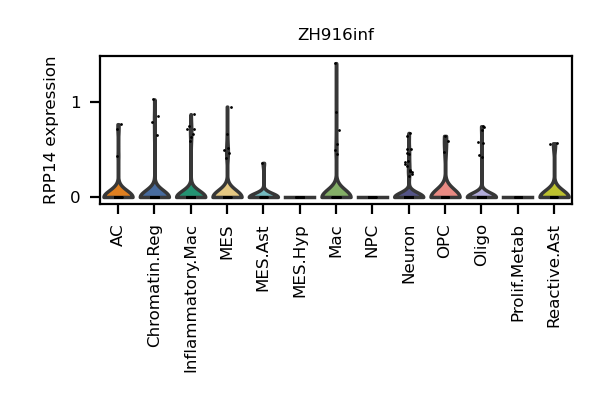 ZH916inf
RPP14 expression
1
0
AC
Chromatin.Reg
Inflammatory.Mac
MES
MES.Ast
MES.Hyp
Mac
NPC
Neuron
OPC
Oligo
Prolif.Metab
Reactive.Ast